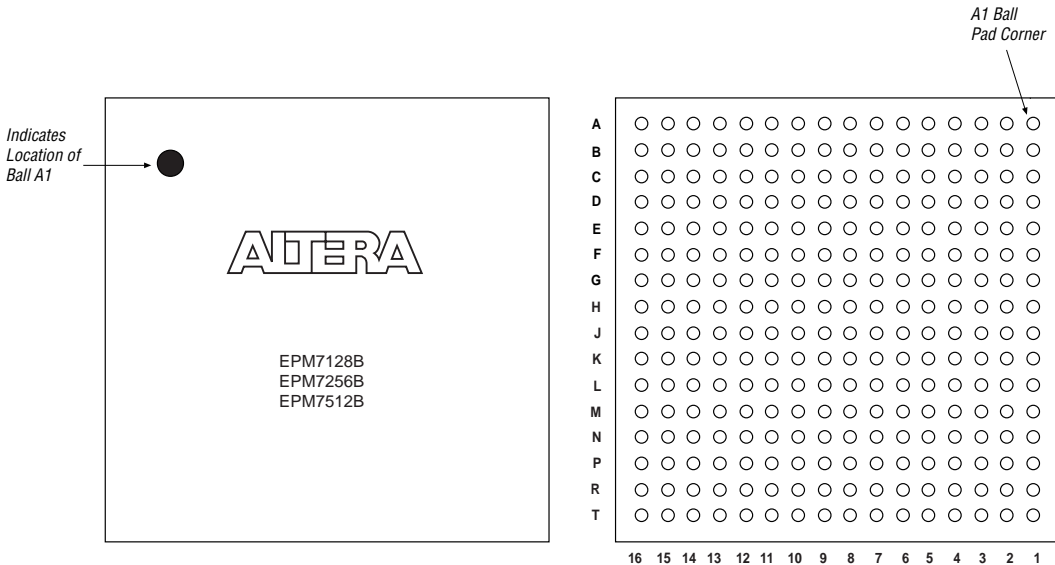 A1 Ball
Pad Corner
Indicates
Location of
Ball A1
ALTERA
EPM7128B
EPM7256B
EPM7512B
A
B
C
D
E
F
G
H
J
K
L
M
N
P
R
T
16 15 14 13 12 11 10 9 8 7 6 5 4 3 2 1